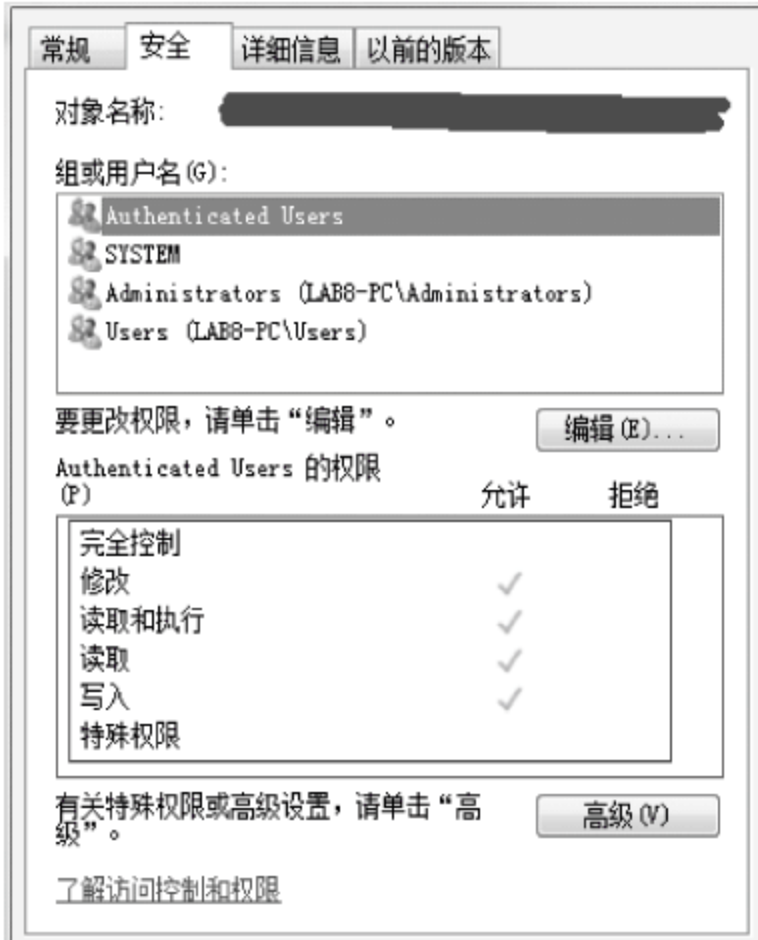 常规 安全 详细信息 以前的版本
对象名称:
组或用户名(G):
Authenticated Users
SYSTEM
Administrators (LAB8-PC\Administrators)
Users (LAB8-PC\Users)
要更改权限，请单击“编辑”。 编辑(E)...
Authenticated Users 的权限
(P) 允许 拒绝
完全控制
修改
读取和执行
读取
写入
特殊权限
有关特殊权限或高级设置，请单击“高
级”。 高级(V)
了解访问控制和权限